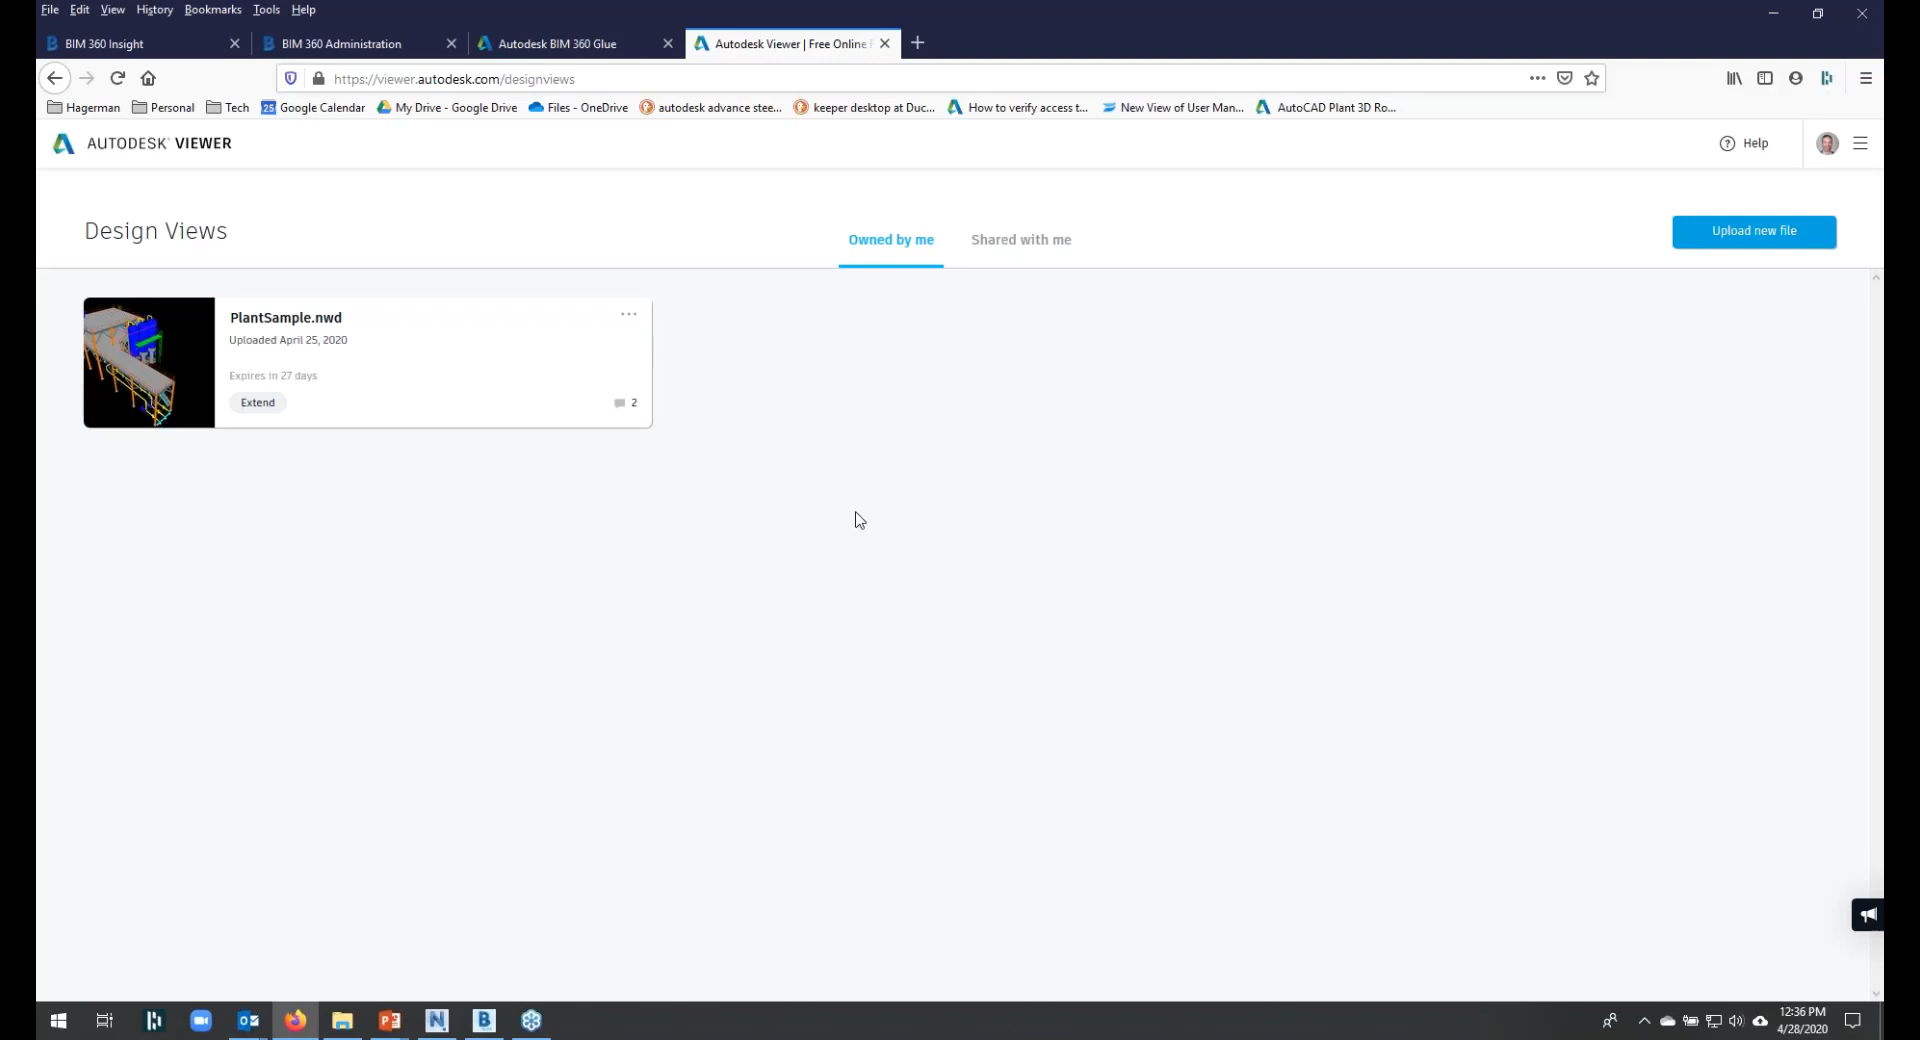 File Edit View History Bookmarks Tools Help
BIM 360 Insight
BIM 360 Administration
Autodesk BIM 360 Glue
Autodesk Viewer | Free Online
https://viewer.autodesk.com/designviews
Hagerman
Personal
Tech
25 Google Calendar
My Drive - Google Drive
Files - OneDrive
autodesk advance stee...
keeper desktop at Duc...
How to verify access t...
New View of User Man...
AutoCAD Plant 3D Ro...
AUTODESK® VIEWER
Help
Design Views
Owned by me
Shared with me
Upload new file
PlantSample.nwd
Uploaded April 25, 2020
Expires in 27 days
Extend
2
12:36 PM
4/28/2020